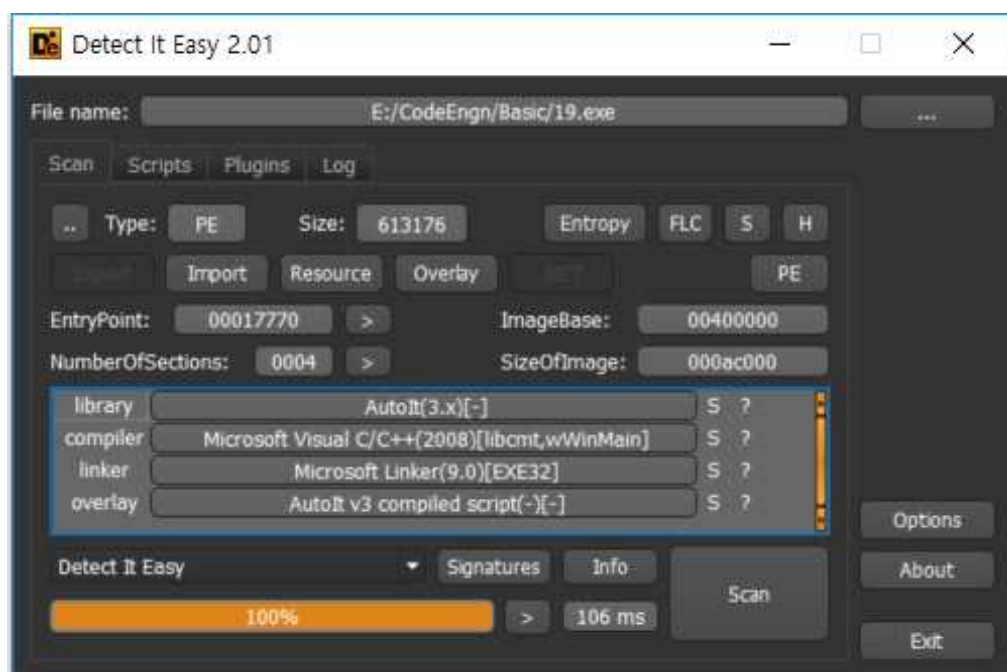 Detect It Easy 2.01
File name: E:/CodeEngn/Basic/19.exe ...
Scan Scripts Plugins Log
.. Type: PE Size: 613176 Entropy FLC S H
Import Resource Overlay PE
EntryPoint: 00017770 > ImageBase: 00400000
NumberOfSections: 0004 > SizeOfImage: 000ac000
library AutoIt(3.x)[-] S ?
compiler Microsoft Visual C/C++(2008)[libcmt,wWinMain] S ?
linker Microsoft Linker(9.0)[EXE32] S ?
overlay AutoIt v3 compiled script(-)[-] S ?
Options
Detect It Easy Signatures Info Scan About
100% > 106 ms
Exit